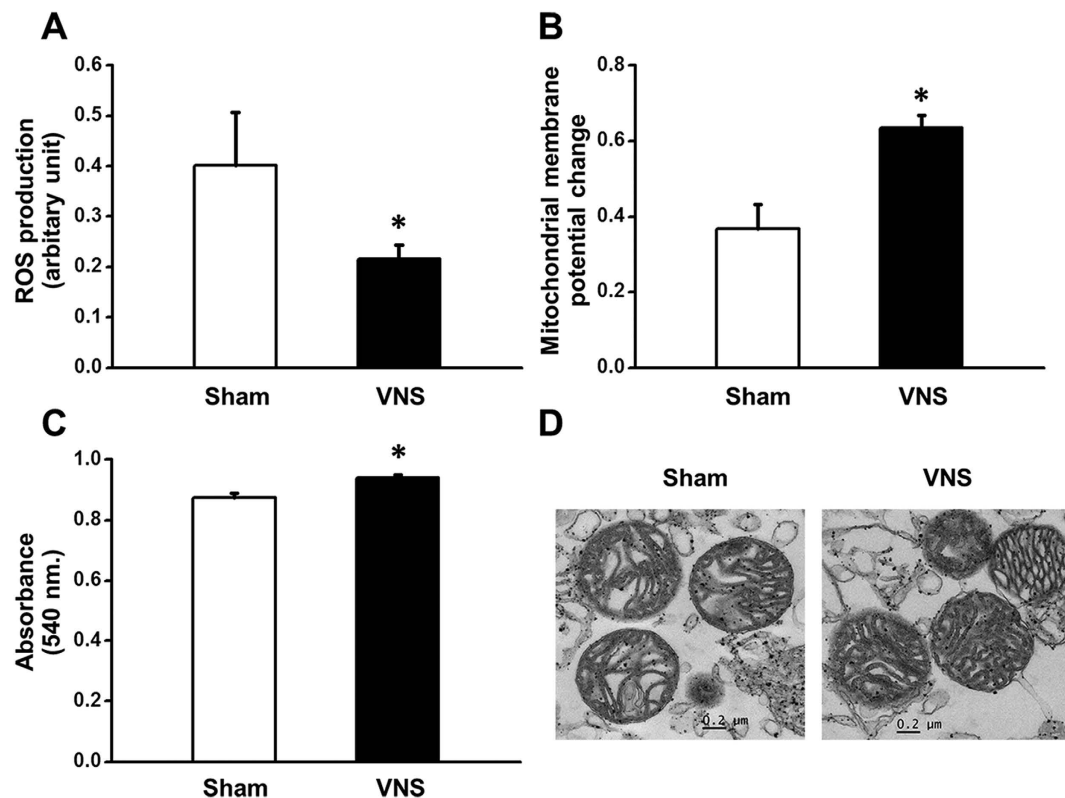 A
ROS production
(arbitary unit)
0.6
0.5
0.4
0.3
0.2
0.1
0.0
*
Sham
VNS
B
Mitochondrial membrane
potential change
0.8
0.6
0.4
0.2
0.0
*
Sham
VNS
C
Absorbance
(540 nm.)
1.0
0.8
0.6
0.4
0.2
0.0
*
Sham
VNS
D
Sham
VNS
0.2 μm
0.2 μm